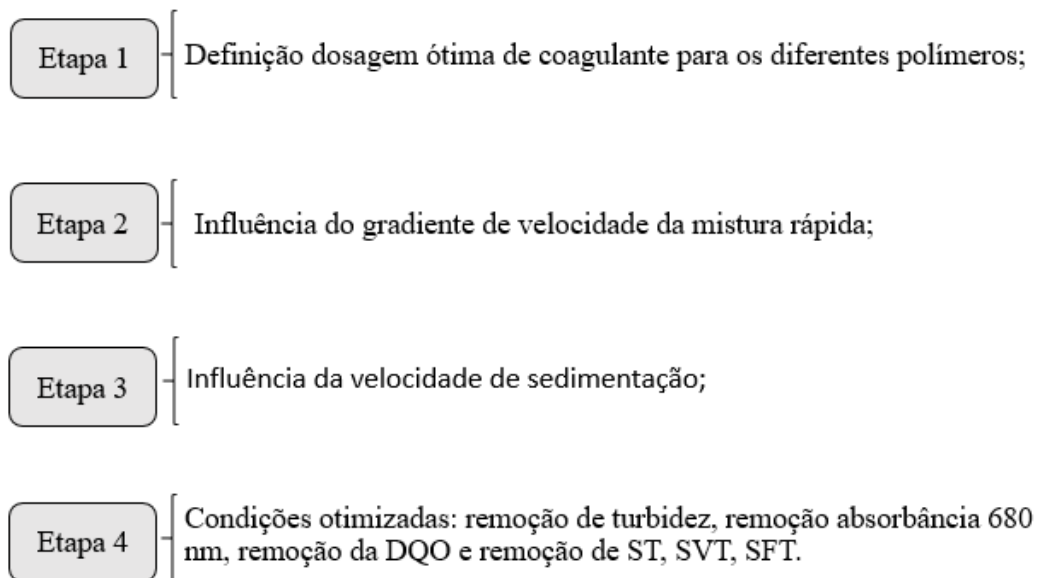 Etapa 1
Definição dosagem ótima de coagulante para os diferentes polímeros;
Etapa 2
Influência do gradiente de velocidade da mistura rápida;
Etapa 3
Influência da velocidade de sedimentação;
Etapa 4
Condições otimizadas: remoção de turbidez, remoção absorbância 680
nm, remoção da DQO e remoção de ST, SVT, SFT.